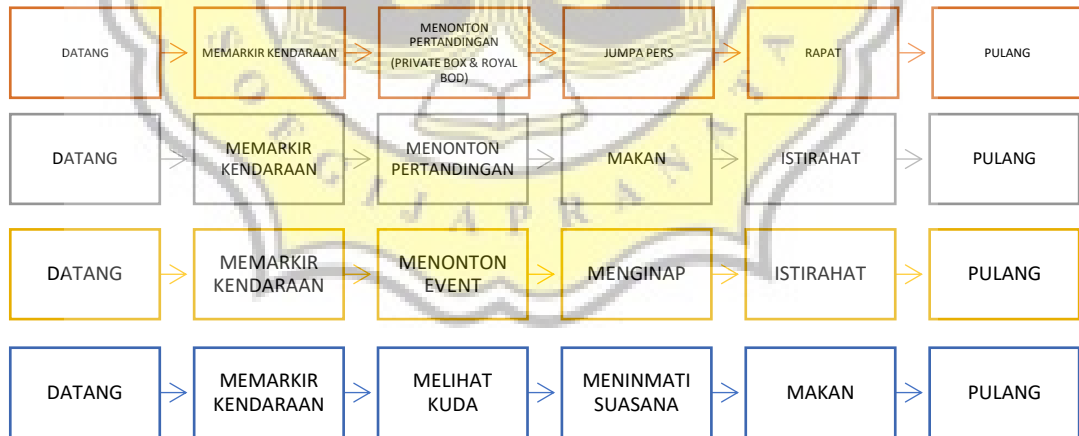 DATANG
MEMARKIR KENDARAAN
MENONTON
PERTANDINGAN
(PRIVATE BOX & ROYAL
BOD)
JUMPA PERS
RAPAT
PULANG
DATANG
MEMARKIR
KENDARAAN
MENONTON
PERTANDINGAN
MAKAN
ISTIRAHAT
PULANG
DATANG
MEMARKIR
KENDARAAN
MENONTON
EVENT
MENGINAP
ISTIRAHAT
PULANG
DATANG
MEMARKIR
KENDARAAN
MELIHAT
KUDA
MENINMATI
SUASANA
MAKAN
PULANG
SOEGIJAPRANATA